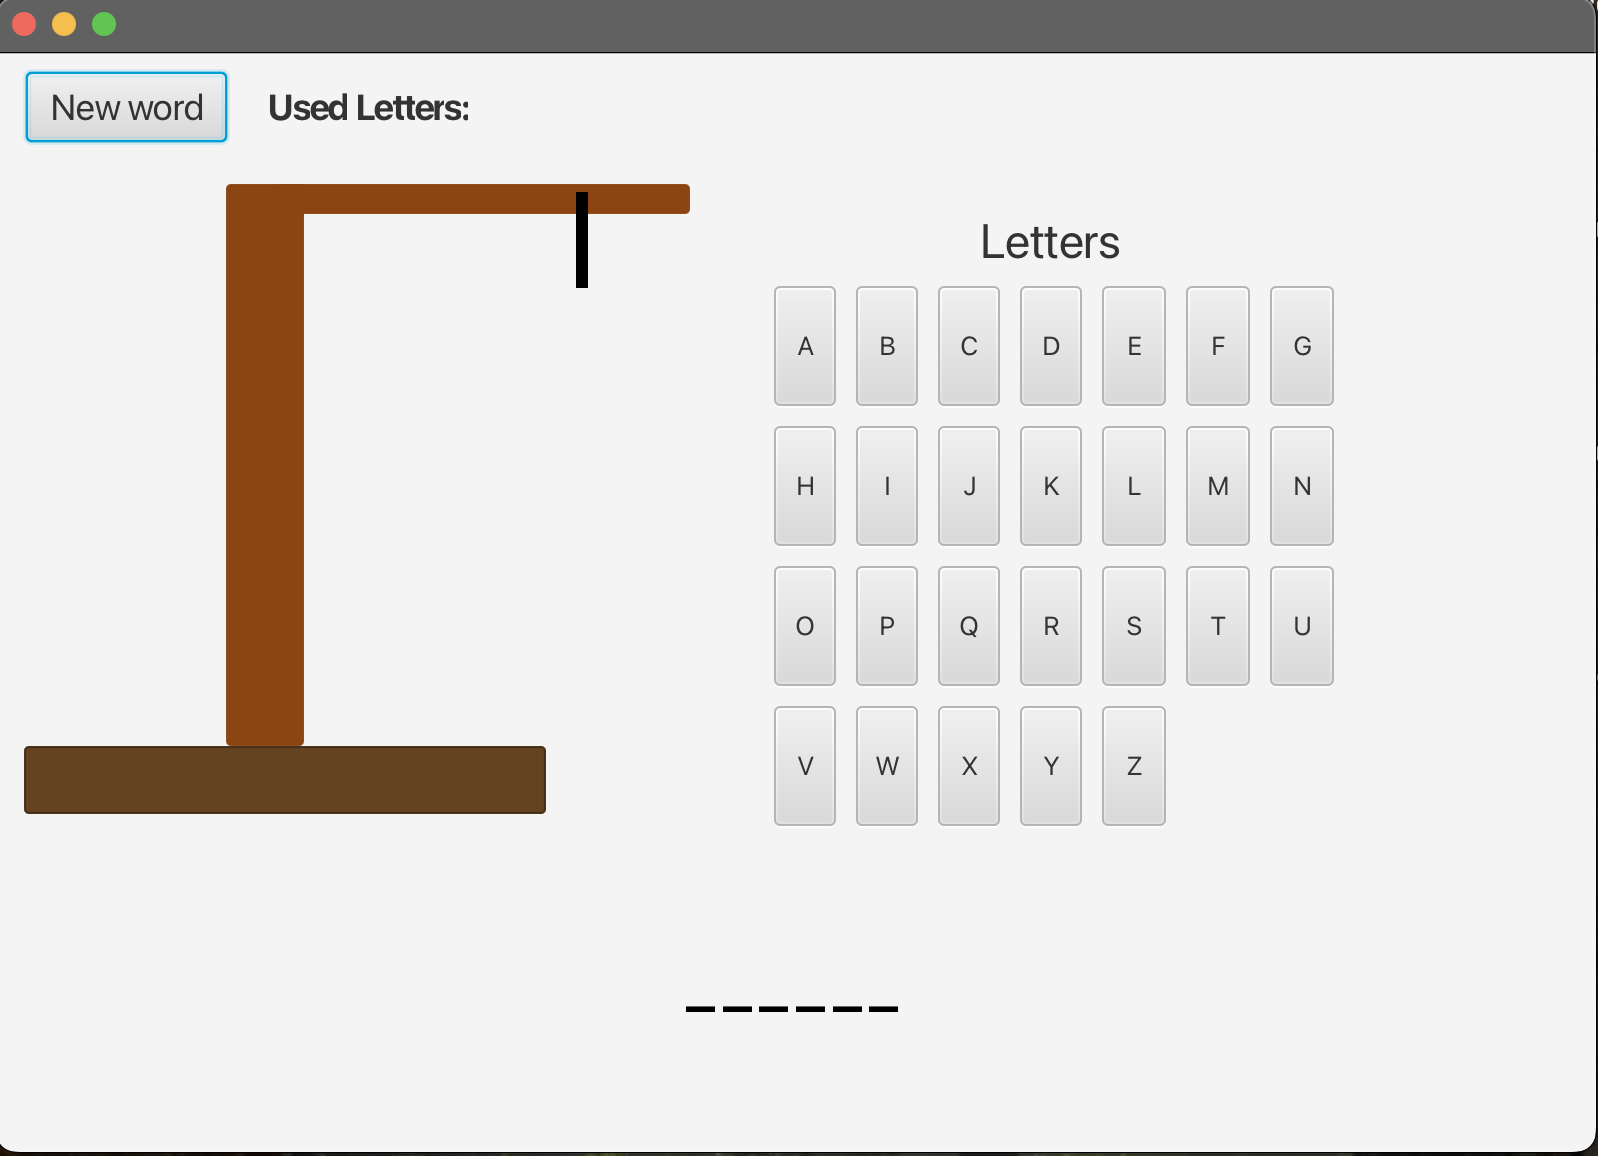 New word
Used Letters:
Letters
A B C D E F G
H I J K L M N
O P Q R S T U
V W X Y Z
_ _ _ _ _ _